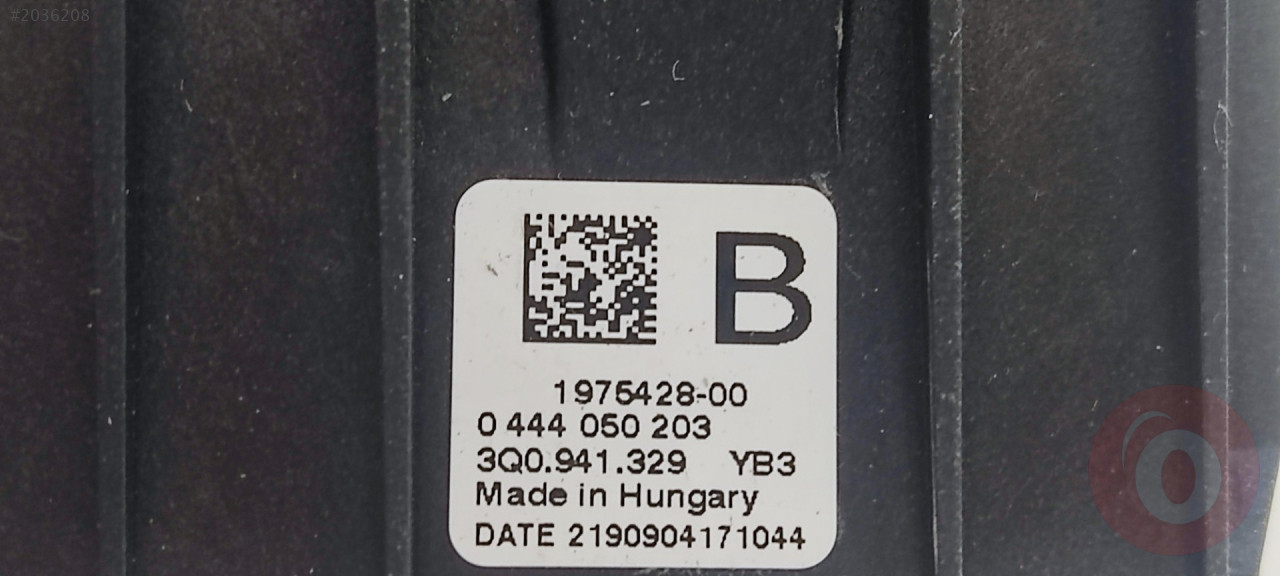 #2036208
B
1975428-00
0 444 050 203
3Q0.941.329 YB3
Made in Hungary
DATE 2190904171044
O